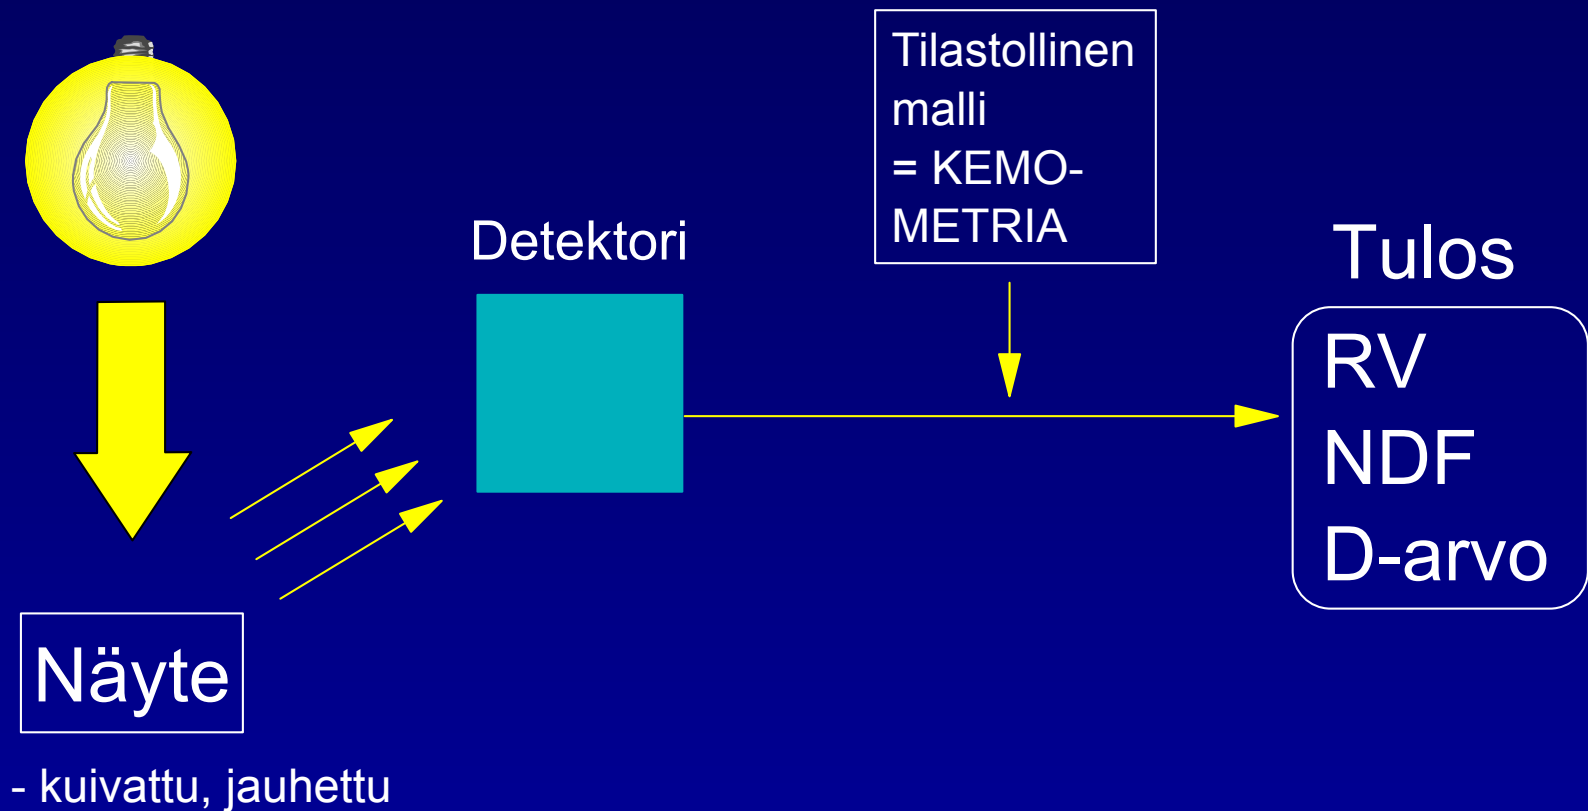 Tilastollinen
malli
= KEMO-
METRIA
Detektori
Tulos
RV
NDF
D-arvo
Näyte
- kuivattu, jauhettu